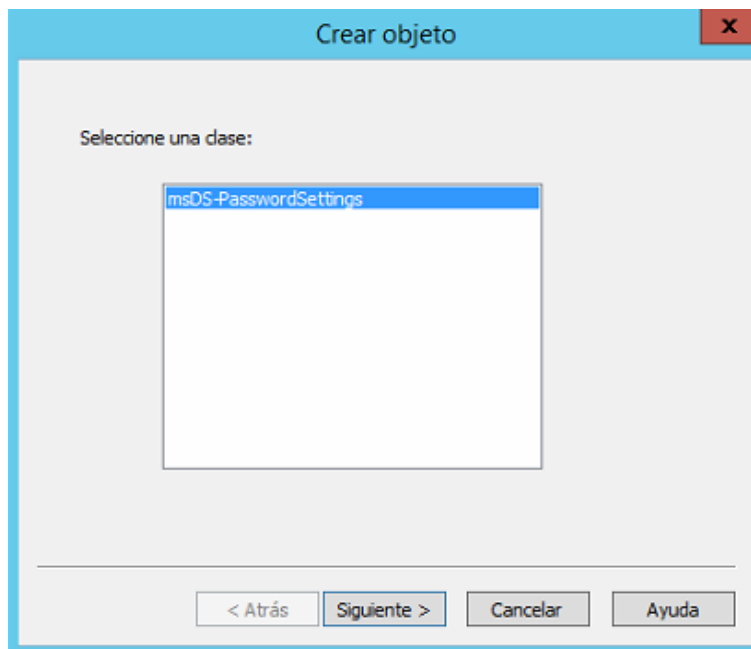 Crear objeto
x
Seleccione una clase:
msDS-PasswordSettings
< Atrás Siguiente > Cancelar Ayuda